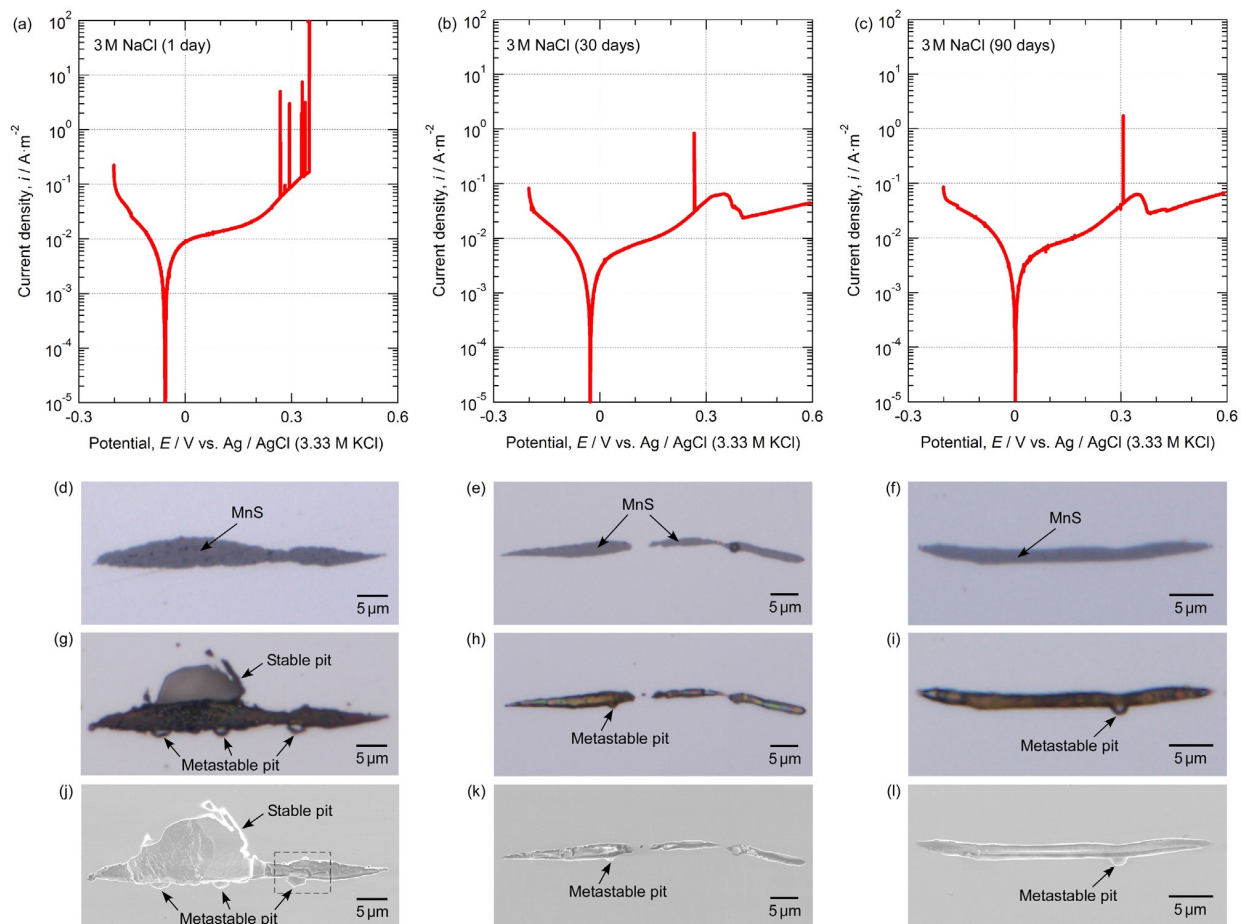 (a)
3 M NaCl (1 day)
10²
10¹
10⁰
10⁻¹
10⁻²
10⁻³
10⁻⁴
10⁻⁵
Current density, i / A·m⁻²
-0.3
0
0.3
0.6
Potential, E / V vs. Ag / AgCl (3.33 M KCl)
(b)
3 M NaCl (30 days)
10²
10¹
10⁰
10⁻¹
10⁻²
10⁻³
10⁻⁴
10⁻⁵
Current density, i / A·m⁻²
-0.3
0
0.3
0.6
Potential, E / V vs. Ag / AgCl (3.33 M KCl)
(c)
3 M NaCl (90 days)
10²
10¹
10⁰
10⁻¹
10⁻²
10⁻³
10⁻⁴
10⁻⁵
Current density, i / A·m⁻²
-0.3
0
0.3
0.6
Potential, E / V vs. Ag / AgCl (3.33 M KCl)
(d)
MnS
5 µm
(e)
MnS
5 µm
(f)
MnS
5 µm
(g)
Stable pit
Metastable pit
5 µm
(h)
Metastable pit
5 µm
(i)
Metastable pit
5 µm
(j)
Stable pit
Metastable pit
5 µm
(k)
Metastable pit
5 µm
(l)
Metastable pit
5 µm